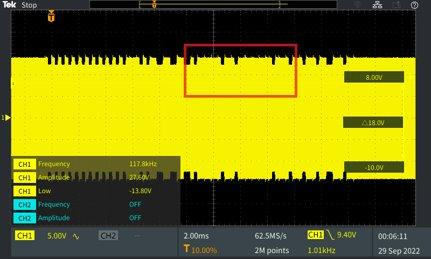 Tek Stop
T
8.00V
△18.0V
-10.0V
1
CH1 Frequency 117.8kHz
CH1 Amplitude 27.60V
CH1 Low -13.80V
CH2 Frequency OFF
CH2 Amplitude OFF
CH1 5.00V CH2 2.00ms 62.5MS/s CH1 9.40V 00:06:11
T 10.00% 2M points 1.01kHz 29 Sep 2022